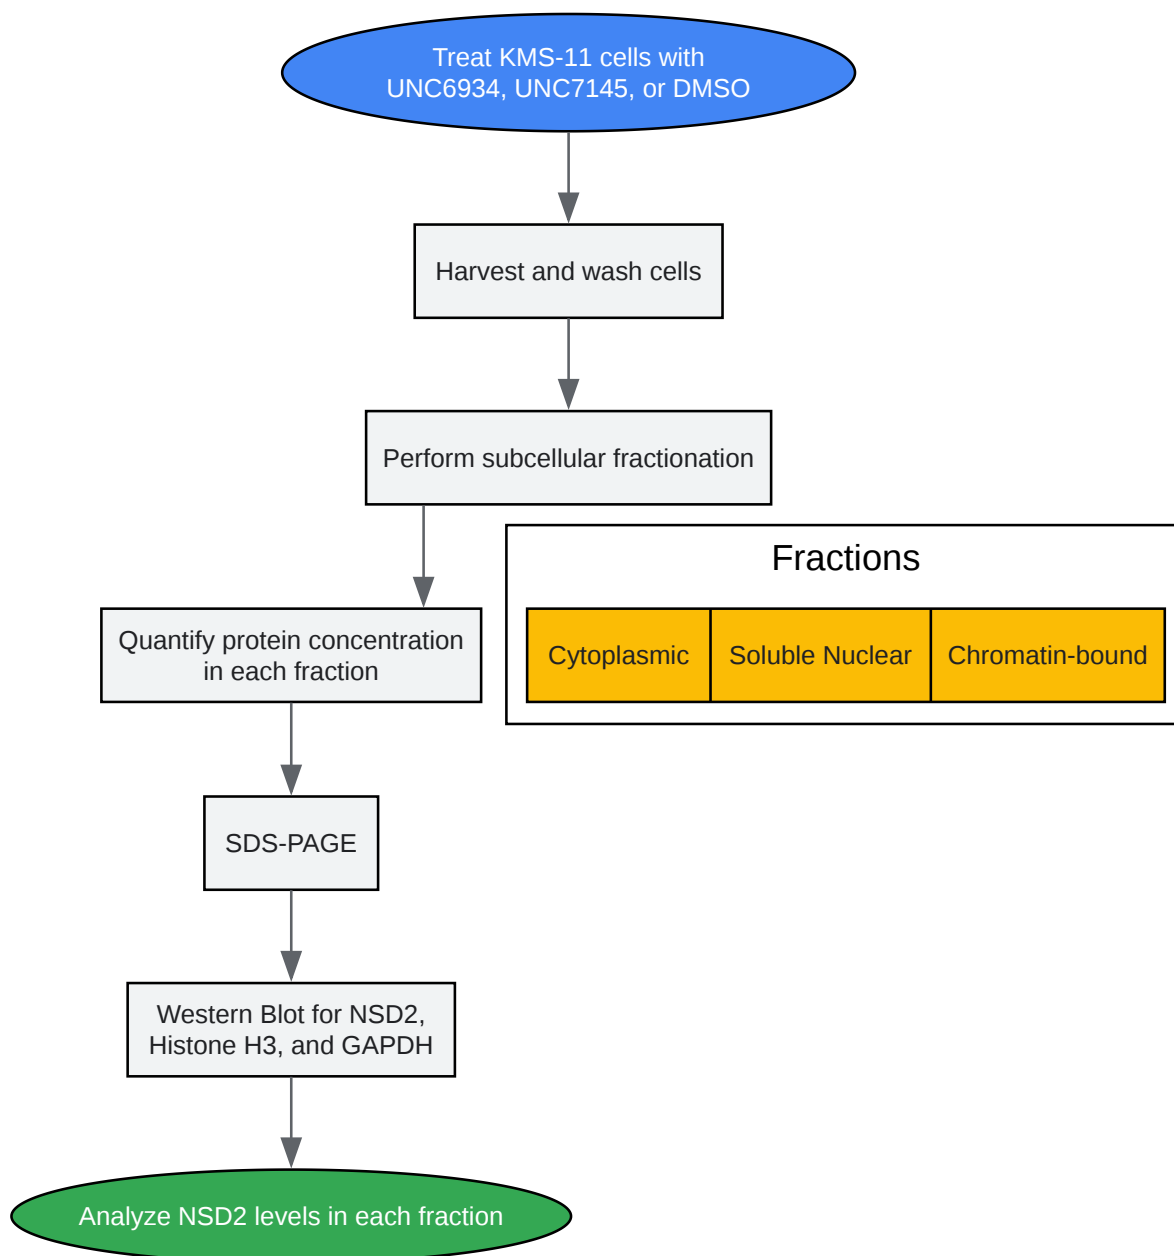 Treat KMS-11 cells with
UNC6934, UNC7145, or DMSO
Harvest and wash cells
Perform subcellular fractionation
Fractions
Cytoplasmic
Soluble Nuclear
Chromatin-bound
Quantify protein concentration
in each fraction
SDS-PAGE
Western Blot for NSD2,
Histone H3, and GAPDH
Analyze NSD2 levels in each fraction